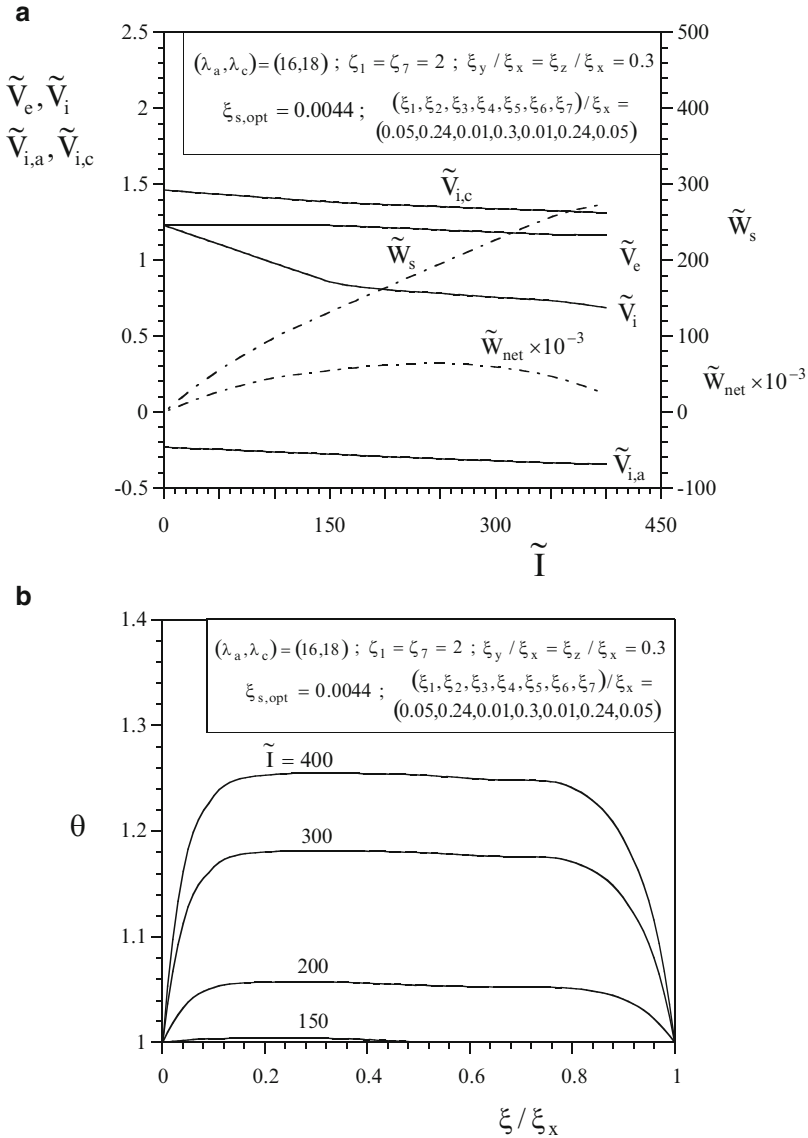 a
2.5
2
1.5
1
0.5
0
-0.5
Ṽe, Ṽi
Ṽi,a, Ṽi,c
(λa,λc)=(16,18) ; ζ1=ζ7=2 ; ξy/ξx=ξz/ξx=0.3
ξs,opt=0.0044 ; (ξ1,ξ2,ξ3,ξ4,ξ5,ξ6,ξ7)/ξx=
(0.05,0.24,0.01,0.3,0.01,0.24,0.05)
Ṽi,c
W̃s
Ṽe
Ṽi
W̃net×10⁻³
Ṽi,a
500
400
300
200
100
0
-100
W̃s
W̃net×10⁻³
0 150 300 450
Ĩ
b
1.4
1.3
1.2
1.1
1
θ
(λa,λc)=(16,18) ; ζ1=ζ7=2 ; ξy/ξx=ξz/ξx=0.3
ξs,opt=0.0044 ; (ξ1,ξ2,ξ3,ξ4,ξ5,ξ6,ξ7)/ξx=
(0.05,0.24,0.01,0.3,0.01,0.24,0.05)
Ĩ=400
300
200
150
0 0.2 0.4 0.6 0.8 1
ξ/ξx